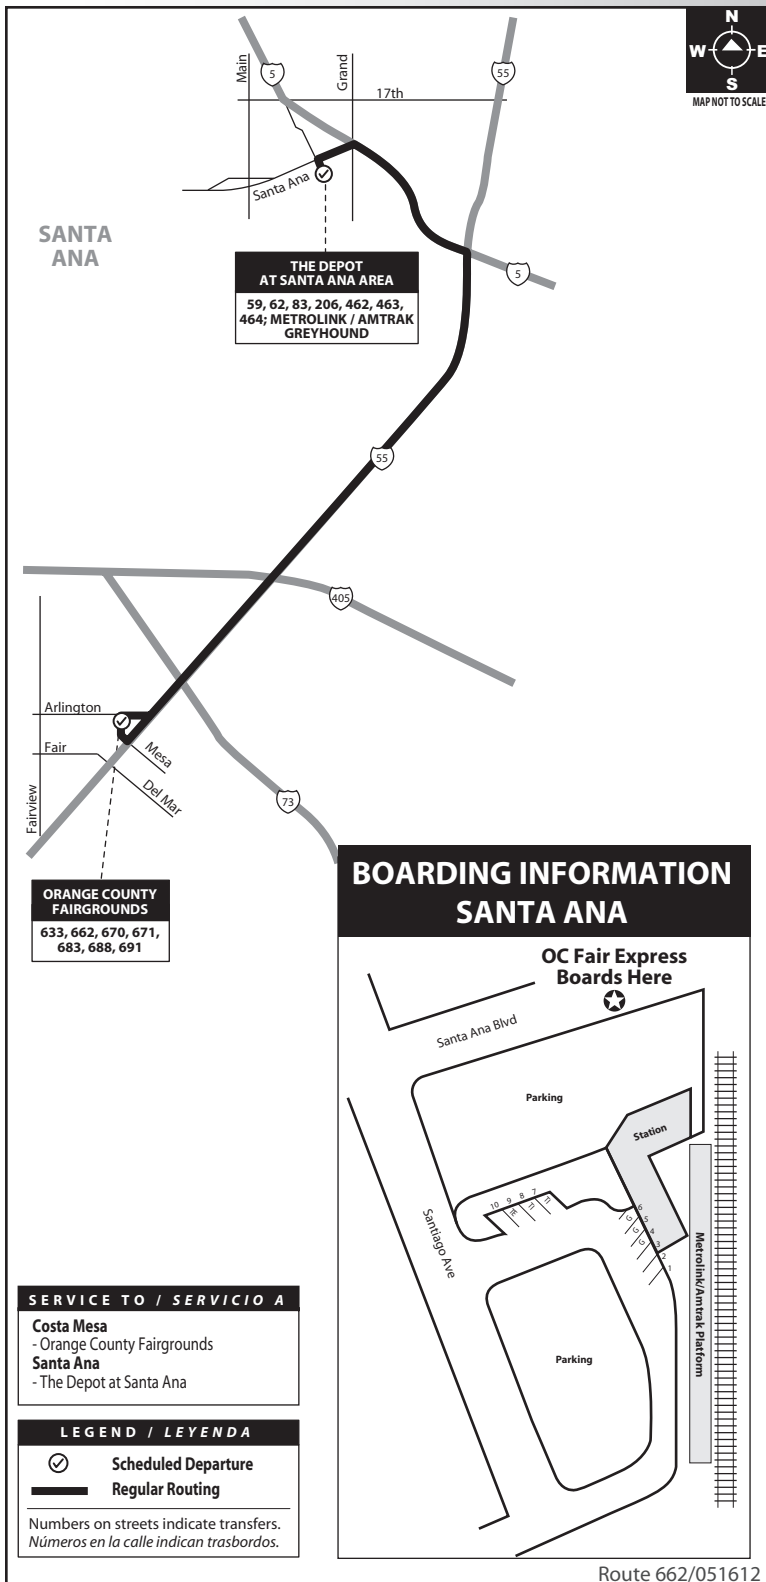 N
W E
S
MAP NOT TO SCALE
5
Main
Grand
55
17th
Santa Ana
SANTA
ANA
5
THE DEPOT
AT SANTA ANA AREA
59, 62, 83, 206, 462, 463,
464; METROLINK / AMTRAK
GREYHOUND
55
405
Arlington
Fair
Mesa
Del Mar
Fairview
73
ORANGE COUNTY
FAIRGROUNDS
633, 662, 670, 671,
683, 688, 691
BOARDING INFORMATION
SANTA ANA
OC Fair Express
Boards Here
Santa Ana Blvd
Parking
Station
10 9 8 7
TE TI TI
6
5
4
3
2
1
G
G
G
Santiago Ave
Metrolink/Amtrak Platform
Parking
SERVICE TO / SERVICIO A
Costa Mesa
- Orange County Fairgrounds
Santa Ana
- The Depot at Santa Ana
LEGEND / LEYENDA
Scheduled Departure
Regular Routing
Numbers on streets indicate transfers.
Números en la calle indican trasbordos.
Route 662/051612